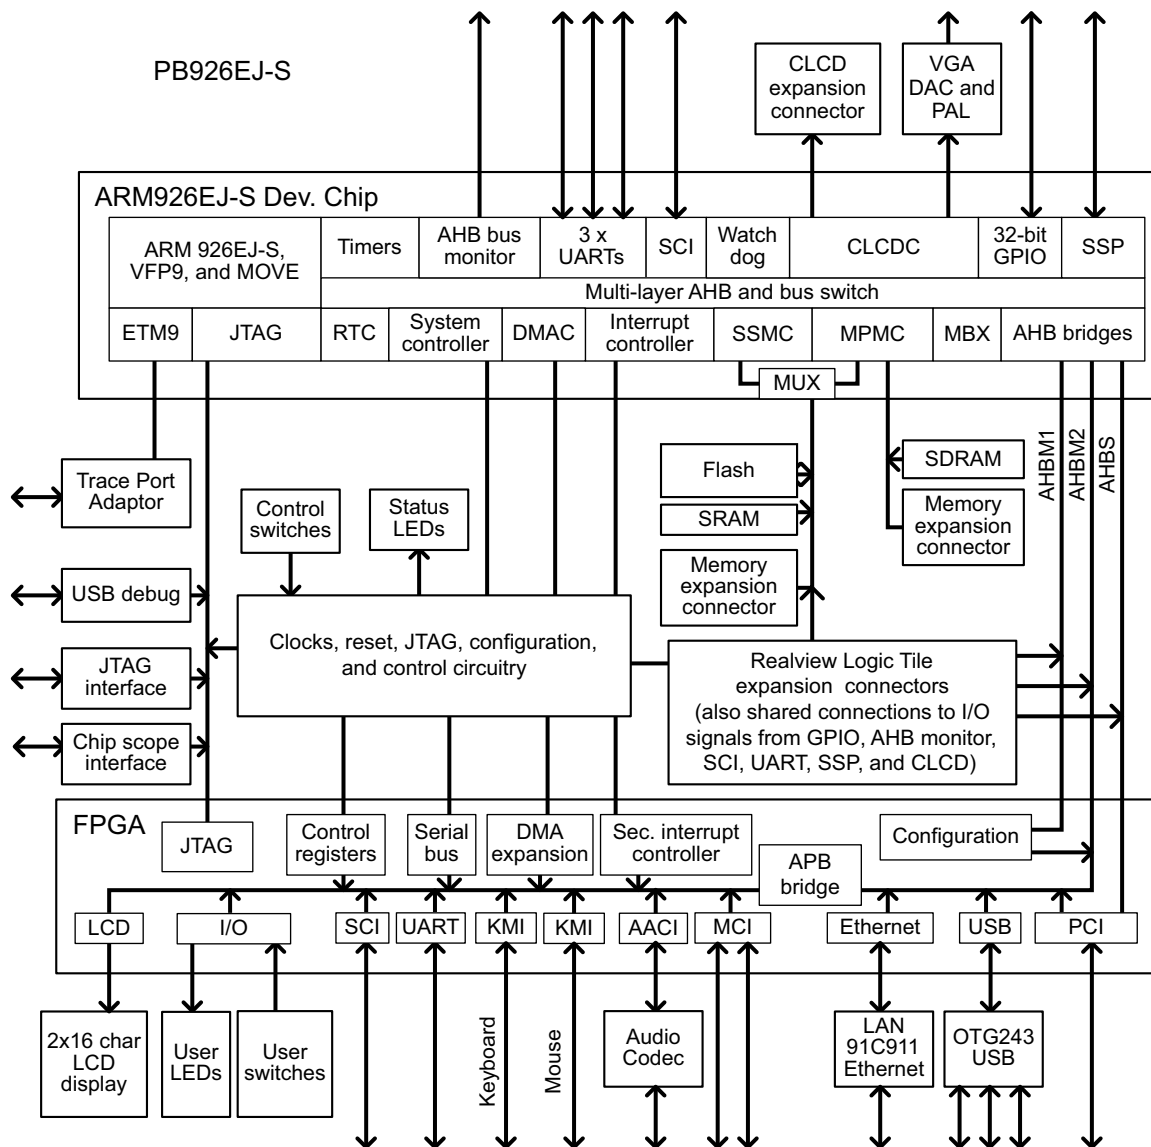 PB926EJ-S
CLCD
expansion
connector
VGA
DAC and
PAL
ARM926EJ-S Dev. Chip
ARM 926EJ-S,
VFP9, and MOVE
Timers
AHB bus
monitor
3 x
UARTs
SCI
Watch
dog
CLCDC
32-bit
GPIO
SSP
Multi-layer AHB and bus switch
ETM9
JTAG
RTC
System
controller
DMAC
Interrupt
controller
SSMC
MPMC
MBX
AHB bridges
MUX
AHBM1
AHBM2
AHBS
Trace Port
Adaptor
Control
switches
Status
LEDs
Flash
SRAM
Memory
expansion
connector
SDRAM
Memory
expansion
connector
USB debug
JTAG
interface
Chip scope
interface
Clocks, reset, JTAG, configuration,
and control circuitry
Realview Logic Tile
expansion connectors
(also shared connections to I/O
signals from GPIO, AHB monitor,
SCI, UART, SSP, and CLCD)
FPGA
JTAG
Control
registers
Serial
bus
DMA
expansion
Sec. interrupt
controller
APB
bridge
Configuration
LCD
I/O
SCI
UART
KMI
KMI
AACI
MCI
Ethernet
USB
PCI
2x16 char
LCD
display
User
LEDs
User
switches
Keyboard
Mouse
Audio
Codec
LAN
91C911
Ethernet
OTG243
USB